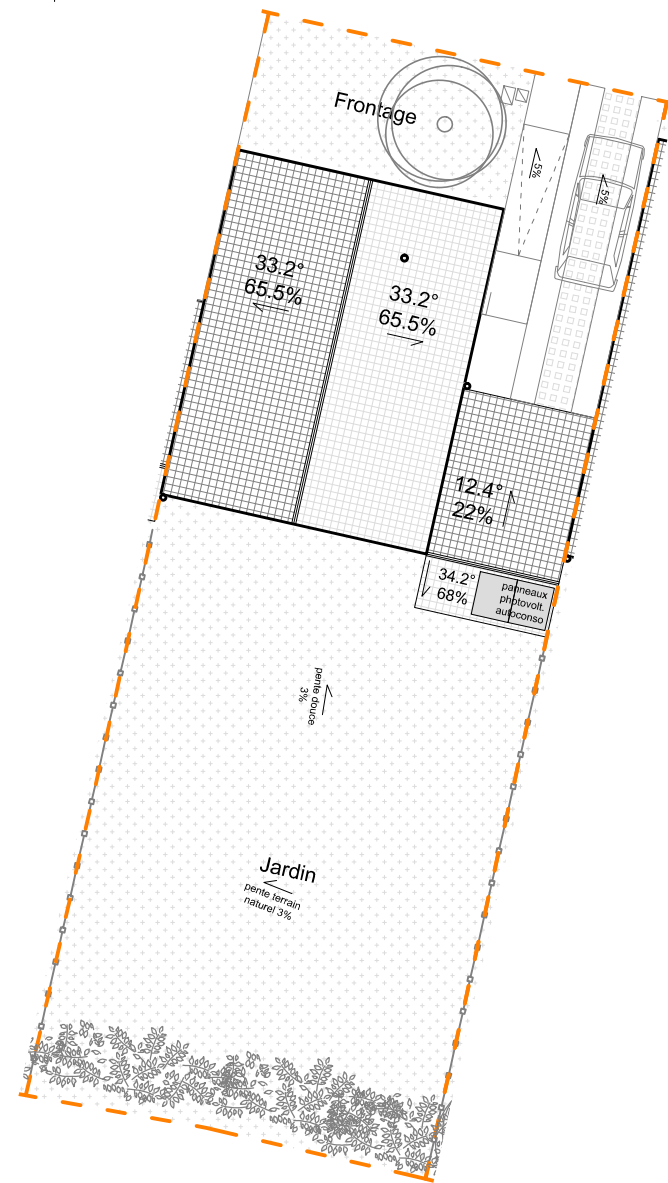 Frontage
5%
5%
33.2°
65.5%
33.2°
65.5%
12.4°
22%
34.2°
68%
panneaux
photovolt.
autoconso
pente douce
3%
Jardin
pente terrain
naturel 3%